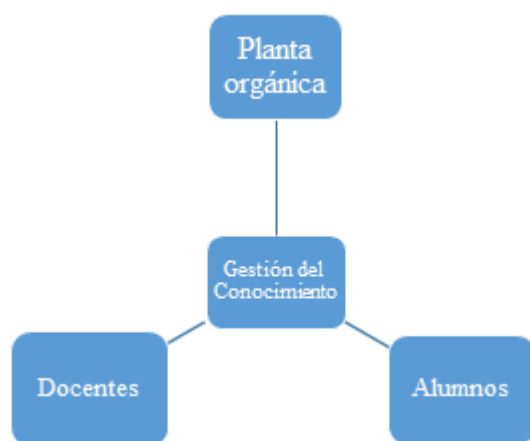 Planta
orgánica
Gestión del
Conocimiento
Docentes
Alumnos